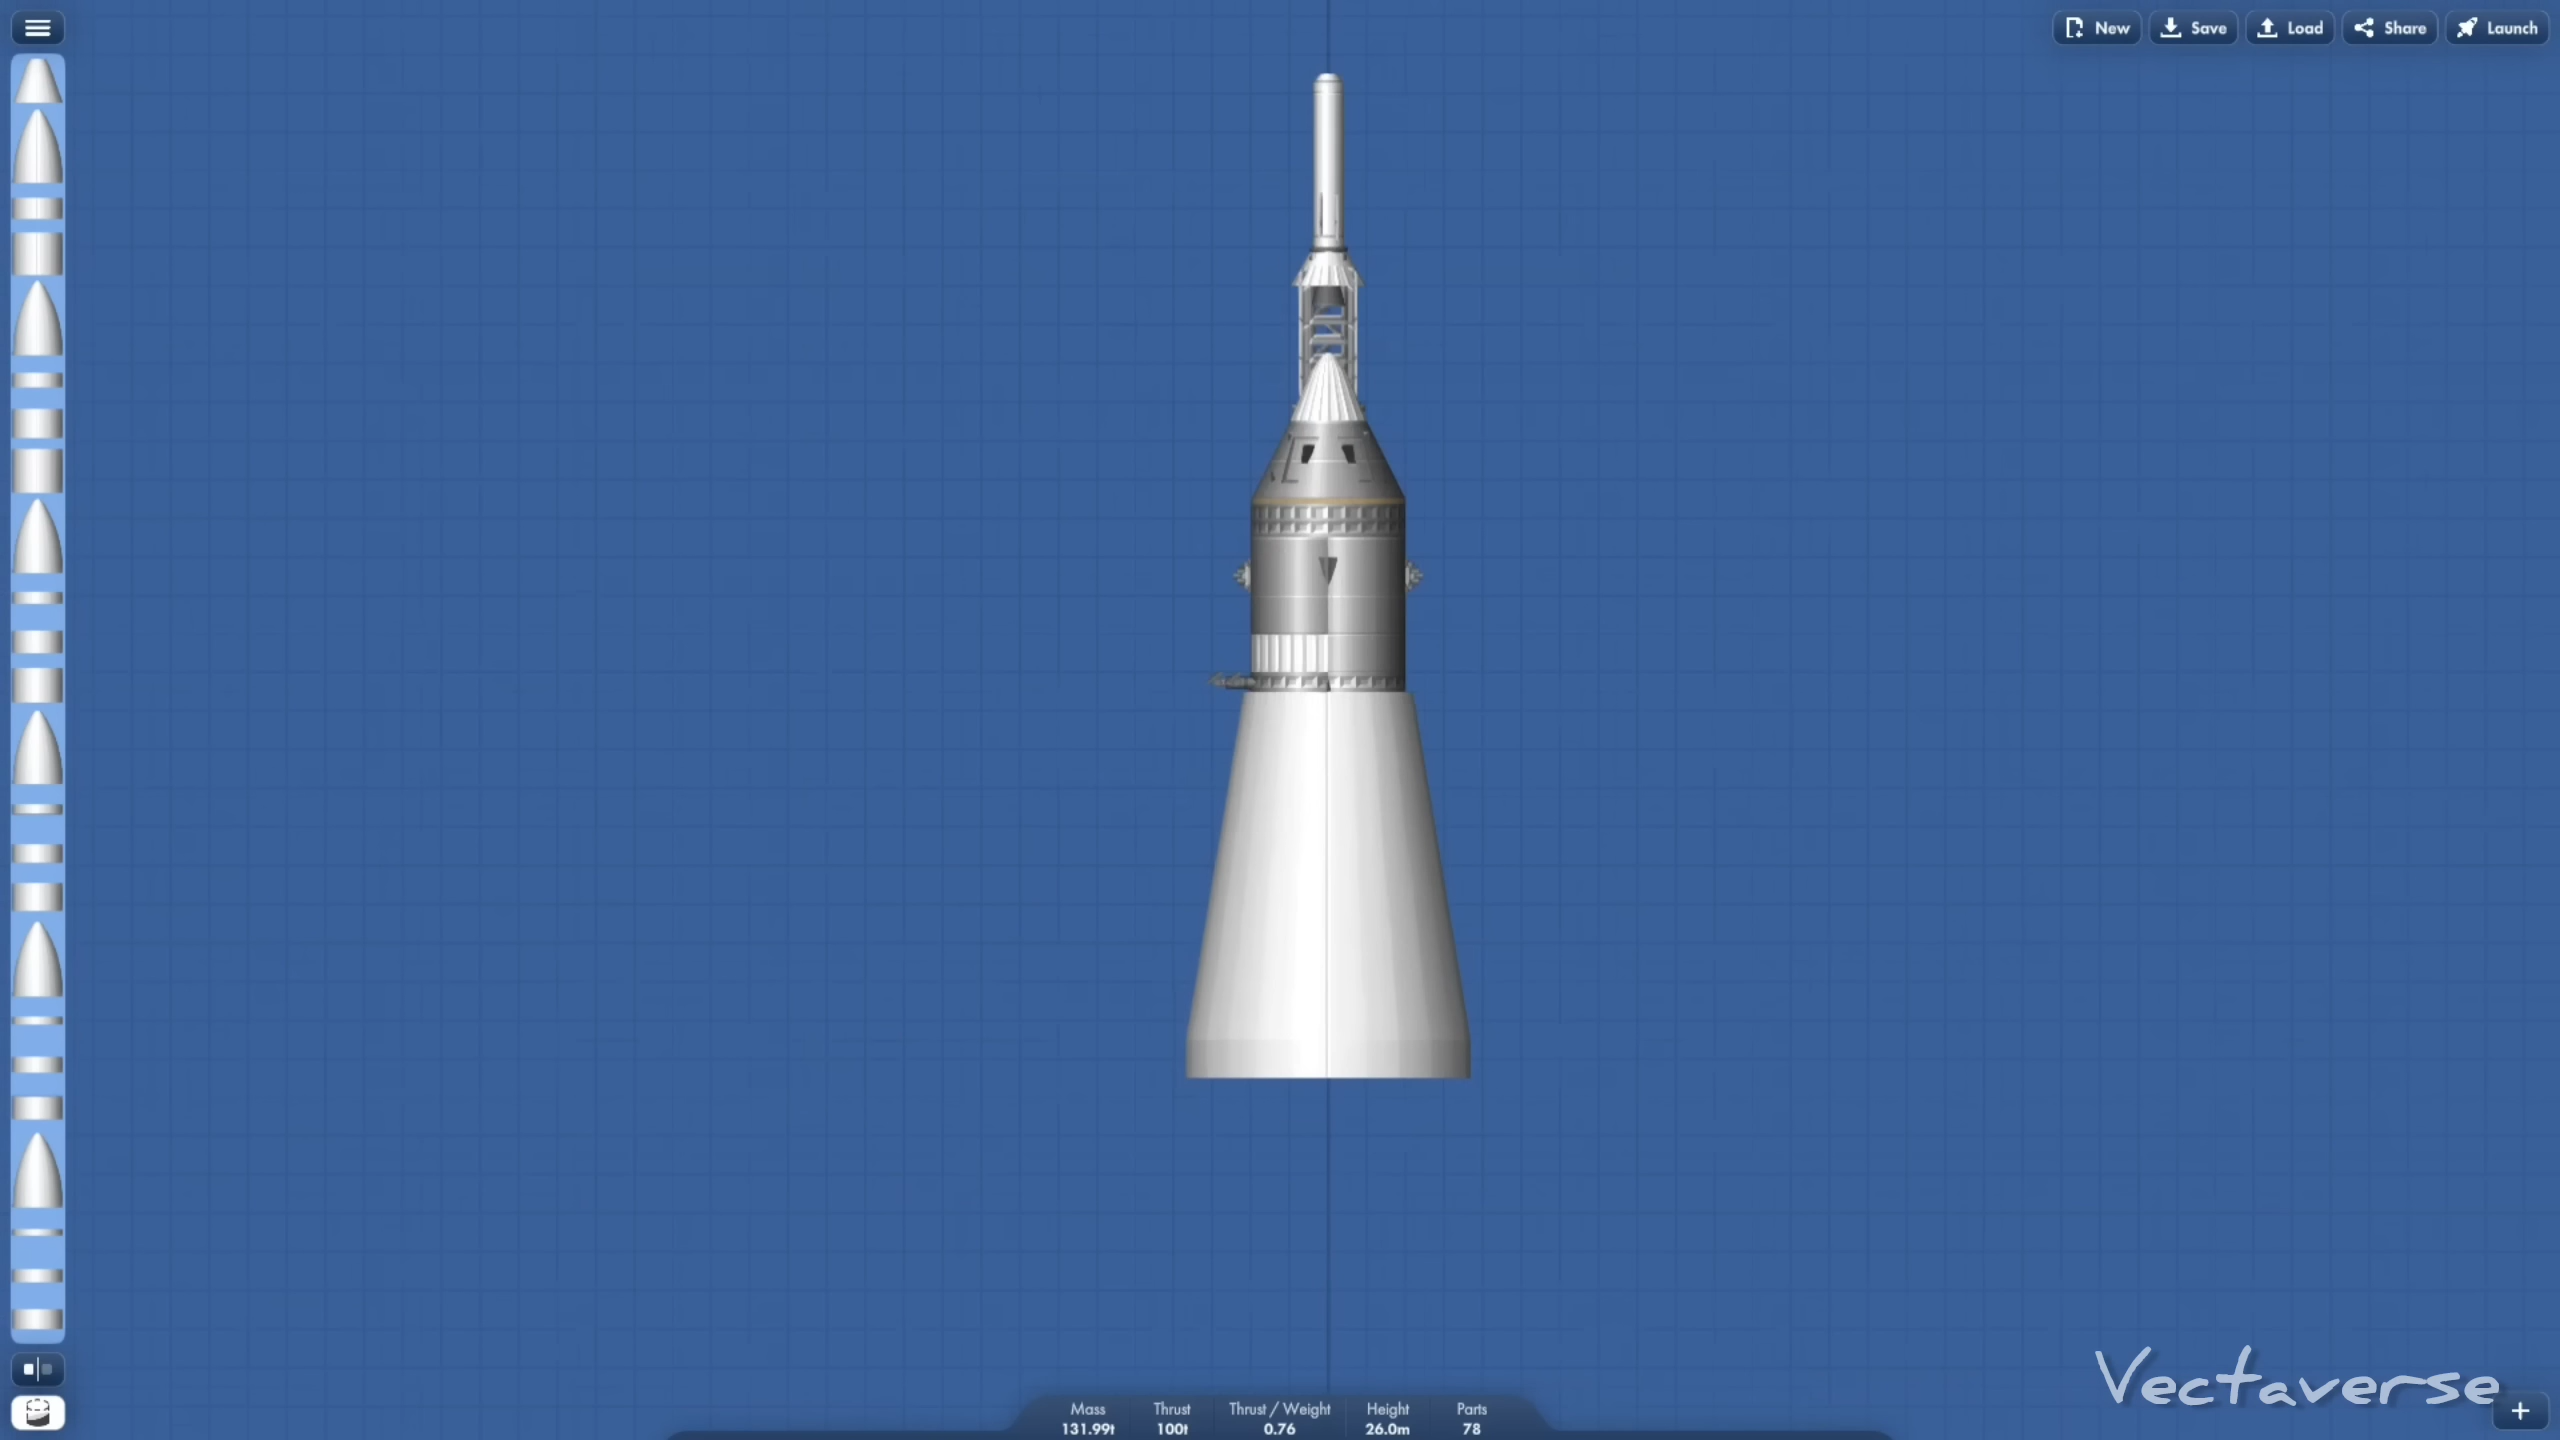 New Save Load Share Launch
Vectaverse
Mass Thrust Thrust / Weight Height Parts
131.99t 100t 0.76 26.0m 78